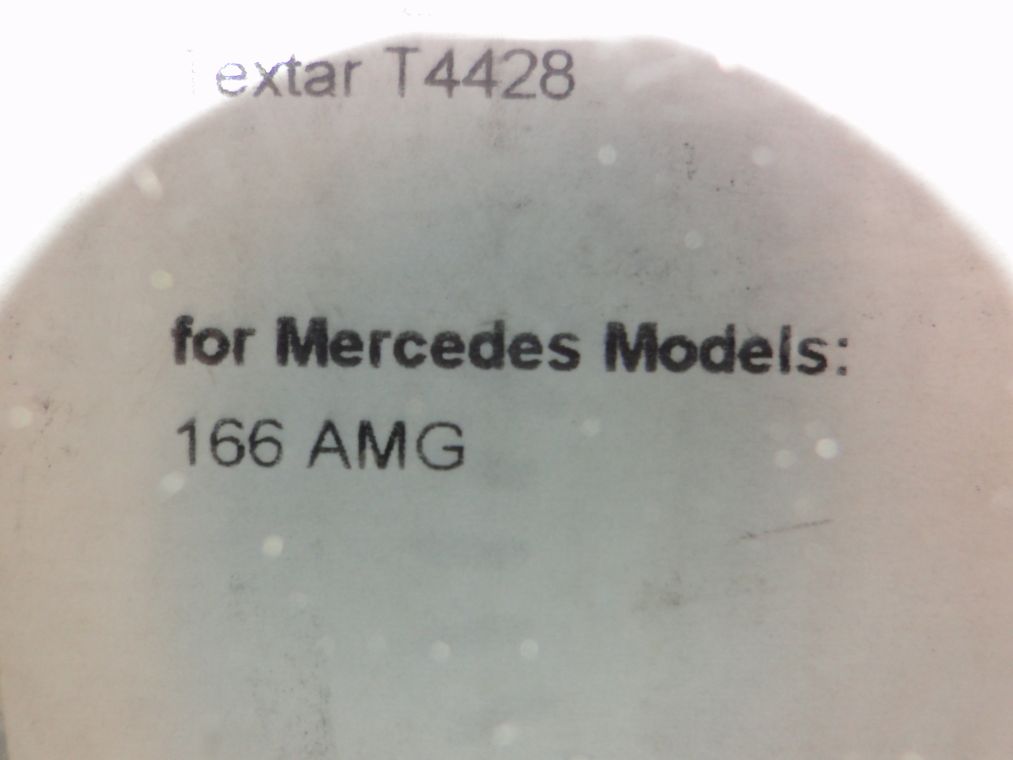 extar T4428
for Mercedes Models:
166 AMG